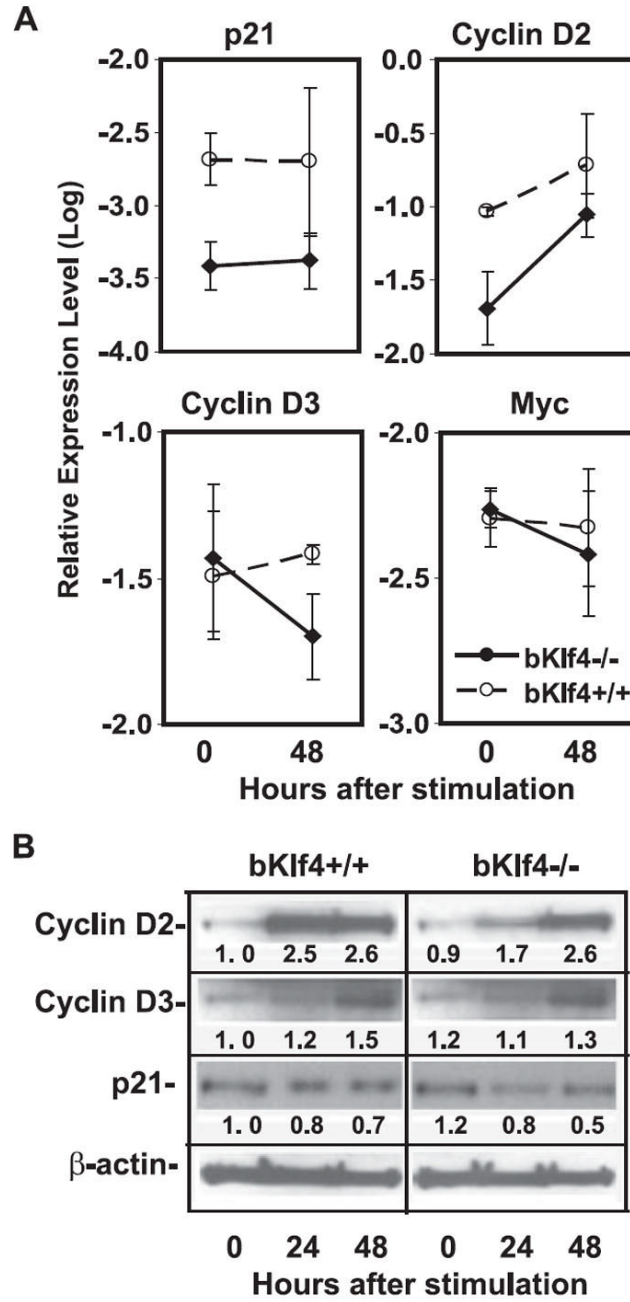 A
p21
Cyclin D2
Relative Expression Level (Log)
-2.0
-2.5
-3.0
-3.5
-4.0
0.0
-0.5
-1.0
-1.5
-2.0
Cyclin D3
Myc
-1.0
-1.5
-2.0
-2.0
-2.5
-3.0
bKlf4-/-
bKlf4+/+
0 48 0 48
Hours after stimulation
B
bKlf4+/+ bKlf4-/-
Cyclin D2-
1. 0 2.5 2.6 0.9 1.7 2.6
Cyclin D3-
1. 0 1.2 1.5 1.2 1.1 1.3
p21-
1. 0 0.8 0.7 1.2 0.8 0.5
β-actin-
0 24 48 0 24 48
Hours after stimulation